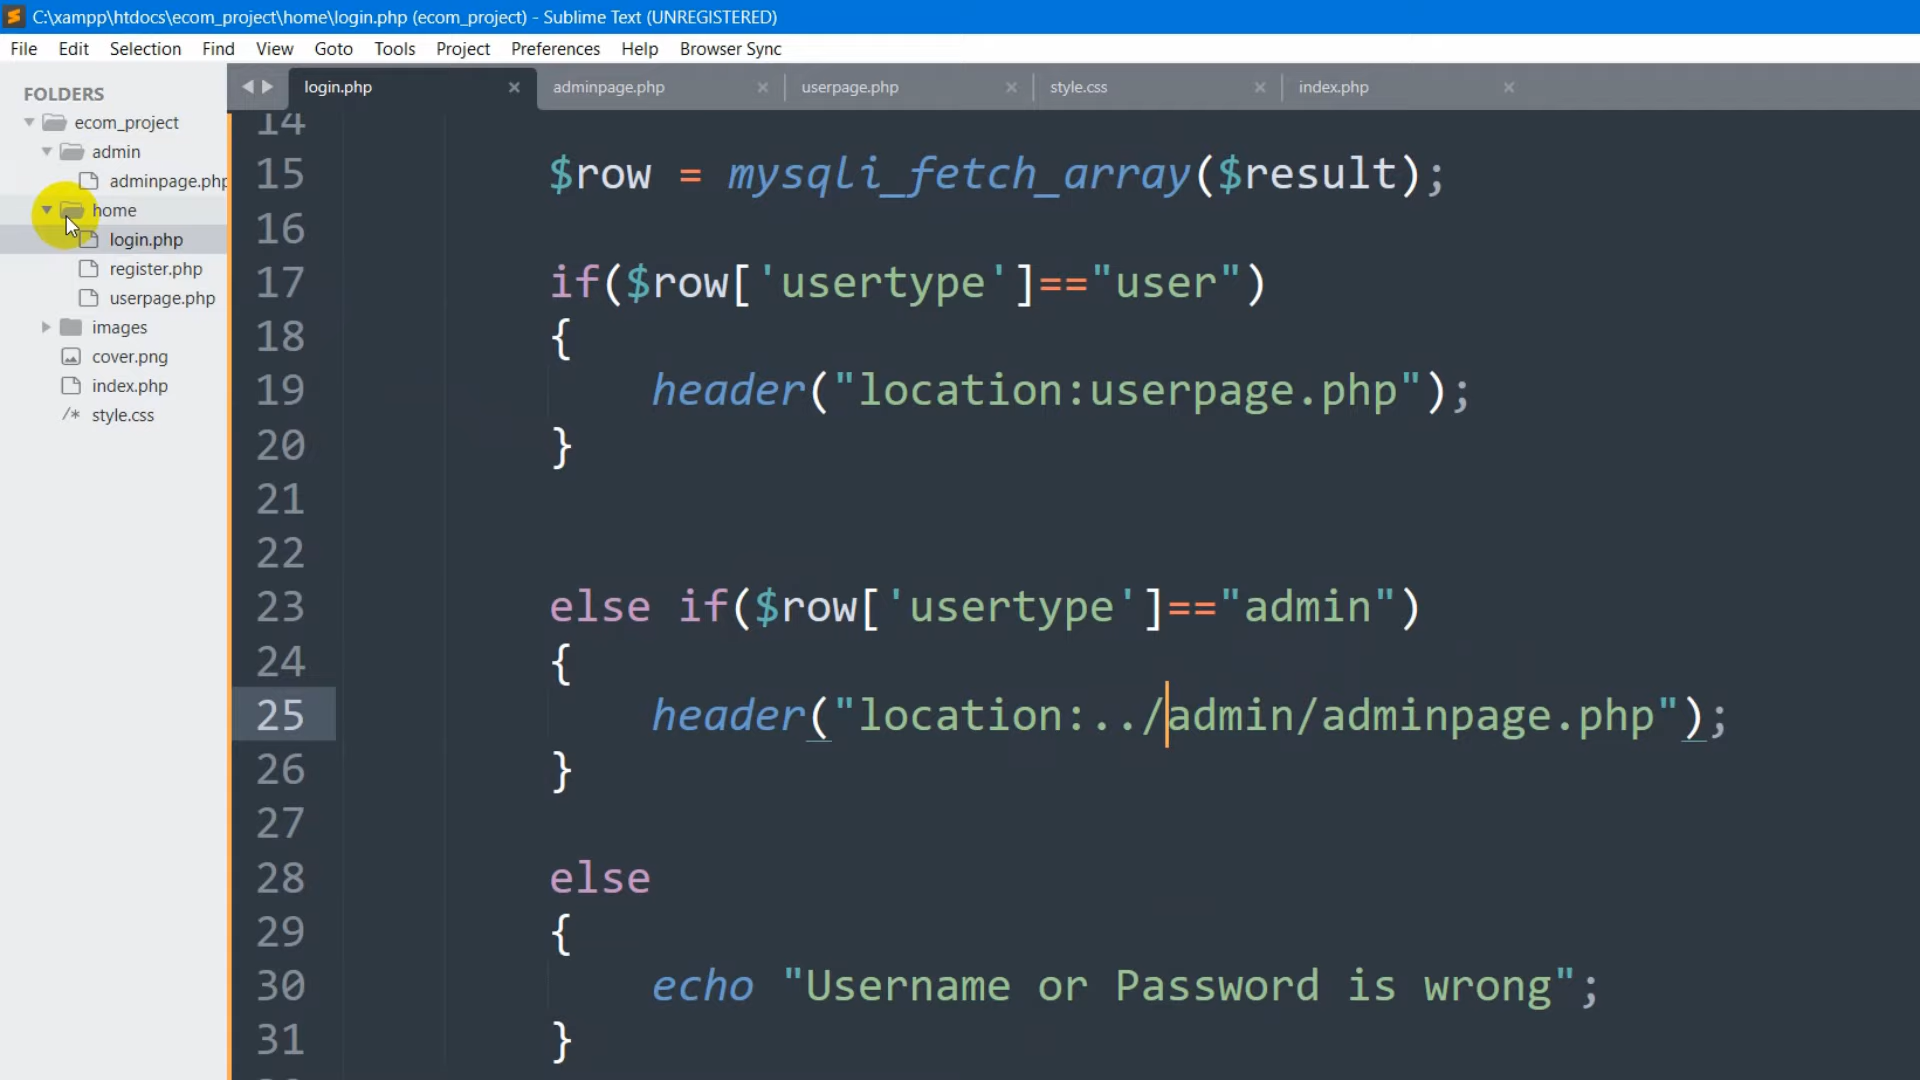 C:\xampp\htdocs\ecom_project\home\login.php (ecom_project) - Sublime Text (UNREGISTERED)
File Edit Selection Find View Goto Tools Project Preferences Help Browser Sync
FOLDERS
ecom_project
admin
adminpage.php
home
login.php
register.php
userpage.php
images
cover.png
index.php
/* style.css
login.php × adminpage.php × userpage.php × style.css × index.php ×
14
15 $row = mysqli_fetch_array($result);
16
17 if($row['usertype']=="user")
18 {
19 header("location:userpage.php");
20 }
21
22
23 else if($row['usertype']=="admin")
24 {
25 header("location:../admin/adminpage.php");
26 }
27
28 else
29 {
30 echo "Username or Password is wrong";
31 }